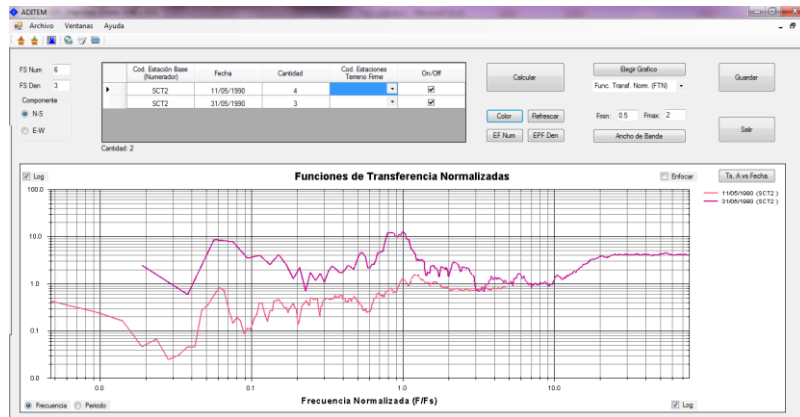 ADITEM
Archivo Ventanas Ayuda
FS Num 6
FS Den 3
Componente
N-S
E-W
Cod. Estación Base (Numerador) Fecha Cantidad Cod. Estaciones Terreno Firme On/Off
SCT2 11/05/1990 4
SCT2 31/05/1990 3
Cantidad: 2
Calcular
Color Refrescar
EF Num EPF Den
Elegir Grafico
Func. Transf. Norm. (FTN)
Fmin: 0.5 Fmax: 2
Ancho de Banda
Guardar
Salir
Log
Funciones de Transferencia Normalizadas
Enfocar
Ts. A vs Fecha
11/05/1990 (SCT2 )
31/05/1990 (SCT2 )
100.0
10.0
1.0
0.1
0.0
0.0 0.1 1.0 10.0
Frecuencia Periodo
Frecuencia Normalizada (F/Fs)
Log